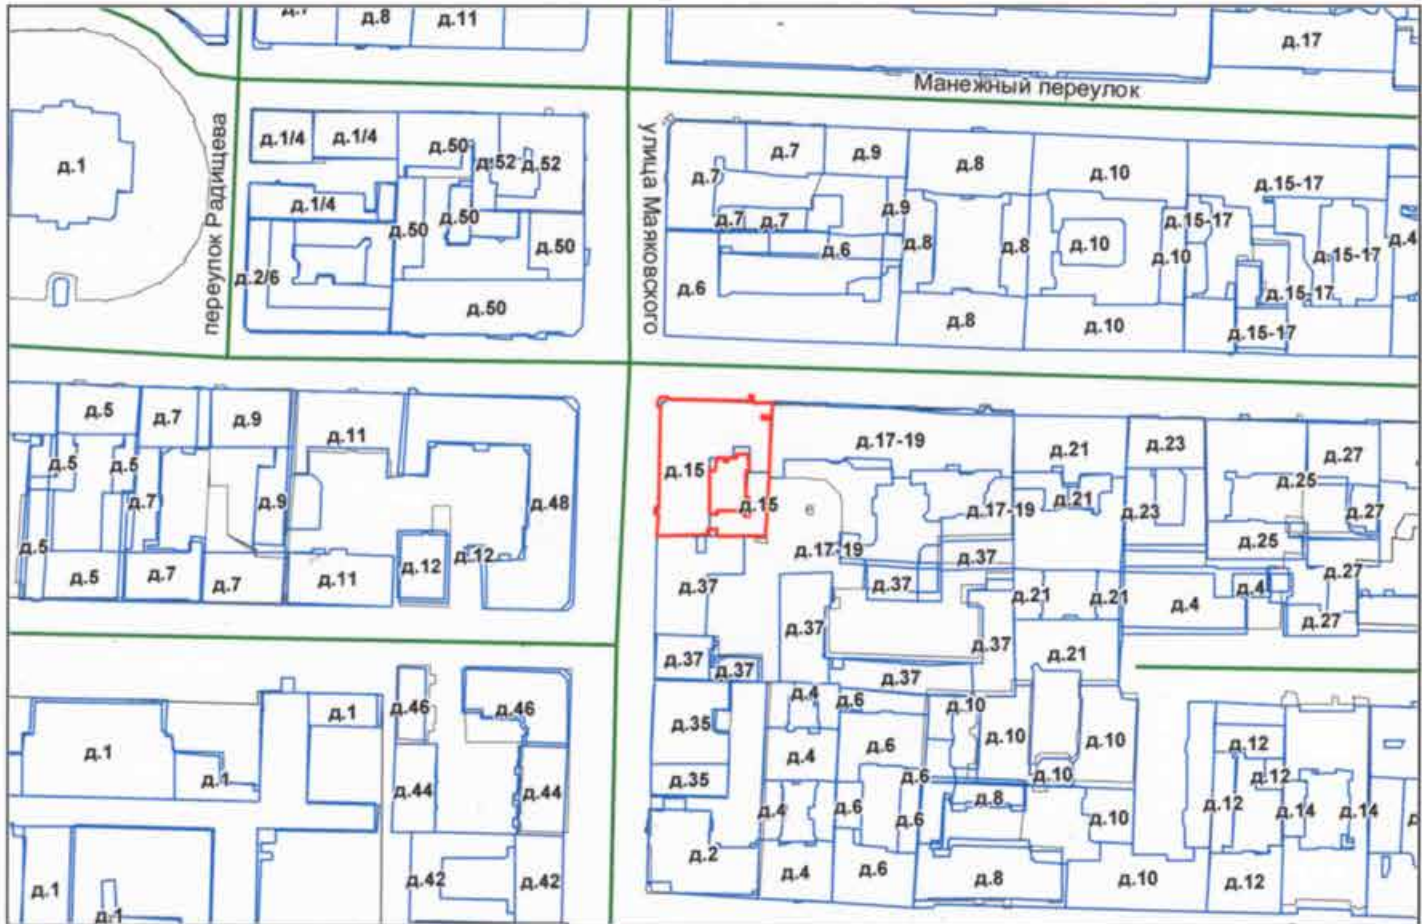 д.8
д.11
д.17
Манежный переулок
переулок Радищева
улица Маяковского
д.1
д.1/4
д.1/4
д.50
д.52
д.52
д.1/4
д.50
д.50
д.50
д.2/6
д.50
д.7
д.7
д.9
д.7
д.7
д.9
д.6
д.6
д.8
д.8
д.8
д.8
д.10
д.10
д.10
д.10
д.15-17
д.15-17
д.15-17
д.15-17
д.15-17
д.4
д.5
д.7
д.9
д.11
д.5
д.5
д.7
д.9
д.48
д.5
д.5
д.7
д.7
д.11
д.12
д.12
д.15
д.15
д.17-19
д.17-19
д.17-19
д.21
д.21
д.23
д.23
д.25
д.27
д.27
д.25
д.27
д.27
д.37
д.37
д.37
д.37
д.37
д.37
д.37
д.37
д.21
д.21
д.21
д.4
д.4
д.1
д.1
д.1
д.46
д.46
д.44
д.44
д.42
д.42
д.1
д.1
д.35
д.35
д.2
д.4
д.4
д.4
д.4
д.6
д.6
д.6
д.6
д.6
д.6
д.10
д.10
д.10
д.10
д.10
д.10
д.8
д.8
д.12
д.12
д.12
д.12
д.14
д.14